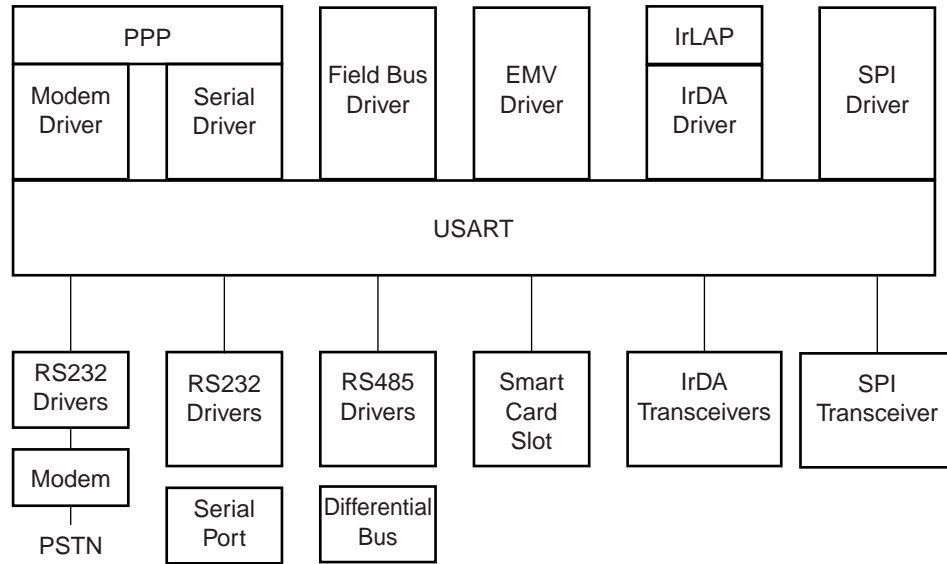 PPP
IrLAP
Modem
Driver
Serial
Driver
Field Bus
Driver
EMV
Driver
IrDA
Driver
SPI
Driver
USART
RS232
Drivers
RS232
Drivers
RS485
Drivers
Smart
Card
Slot
IrDA
Transceivers
SPI
Transceiver
Modem
Serial
Port
Differential
Bus
PSTN